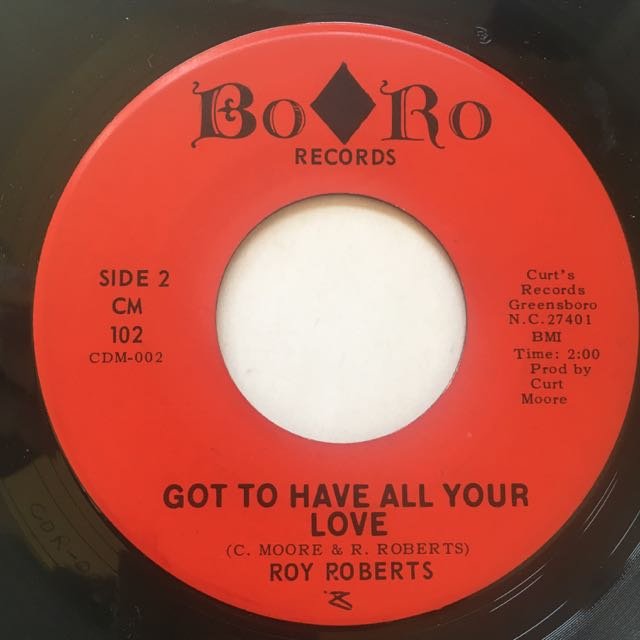 Bo Ro
RECORDS
SIDE 2
CM
102
CDM-002
Curt's
Records
Greensboro
N.C.27401
BMI
Time: 2:00
Prod by
Curt
Moore
GOT TO HAVE ALL YOUR
LOVE
(C. MOORE & R. ROBERTS)
ROY ROBERTS